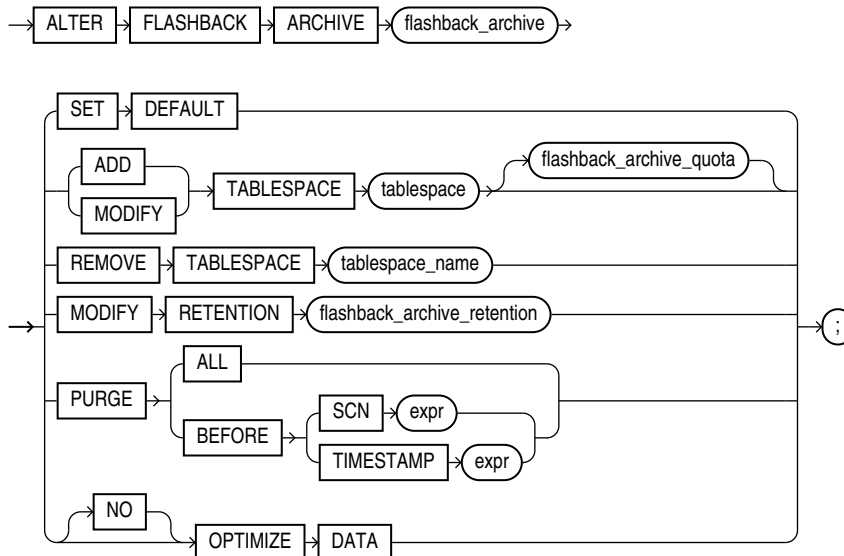 ALTER FLASHBACK ARCHIVE flashback_archive
SET DEFAULT
flashback_archive_quota
ADD
TABLESPACE tablespace
MODIFY
REMOVE TABLESPACE tablespace_name
MODIFY RETENTION flashback_archive_retention
;
ALL
PURGE
SCN expr
BEFORE
TIMESTAMP expr
NO
OPTIMIZE DATA